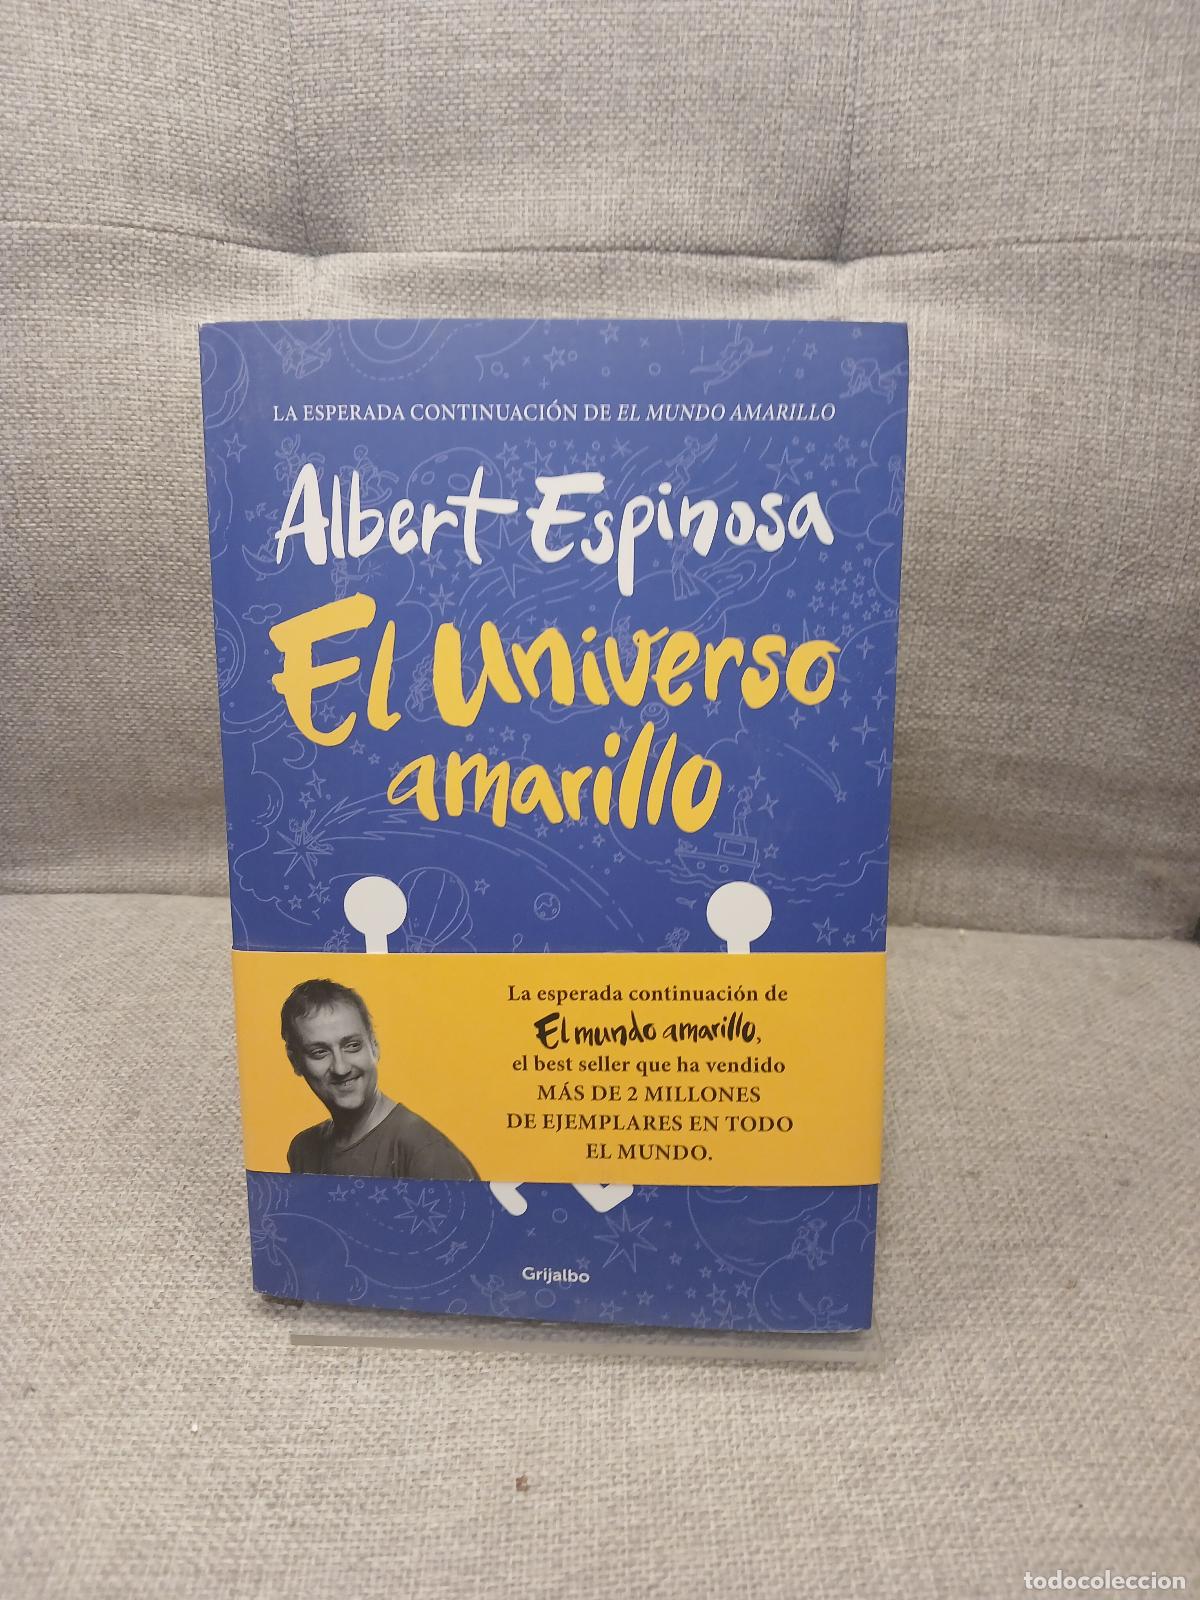 LA ESPERADA CONTINUACIÓN DE EL MUNDO AMARILLO
Albert Espinosa
El Universo
amarillo
La esperada continuación de
El mundo amarillo,
el best seller que ha vendido
MÁS DE 2 MILLONES
DE EJEMPLARES EN TODO
EL MUNDO.
Grijalbo
todocoleccion